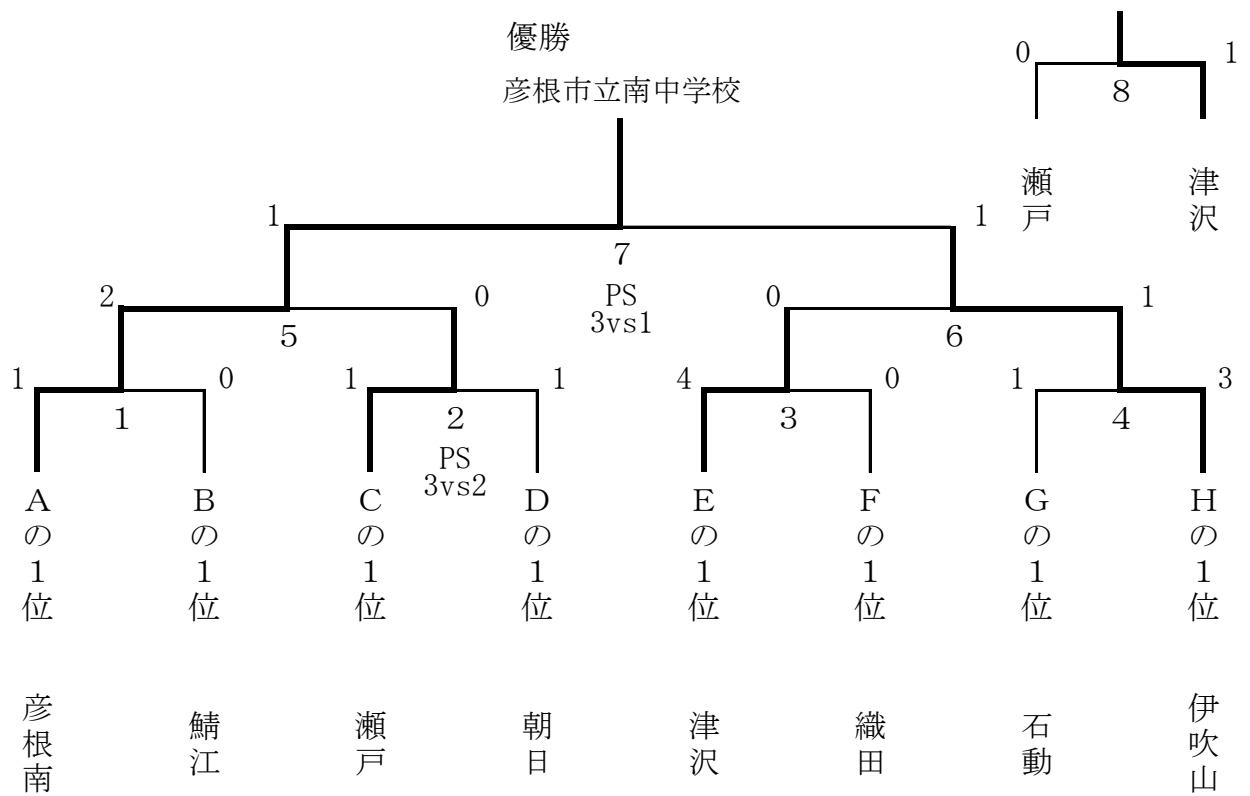 優勝
彦根市立南中学校
0 1
8
瀬戸 津沢
1 1
7
2 0 PS 0 1
3vs1
5 6
1 0 1 1 4 0 1 3
1 2 3 4
PS
3vs2
Aの1位 Bの1位 Cの1位 Dの1位 Eの1位 Fの1位 Gの1位 Hの1位
彦根南 鯖江 瀬戸 朝日 津沢 織田 石動 伊吹山